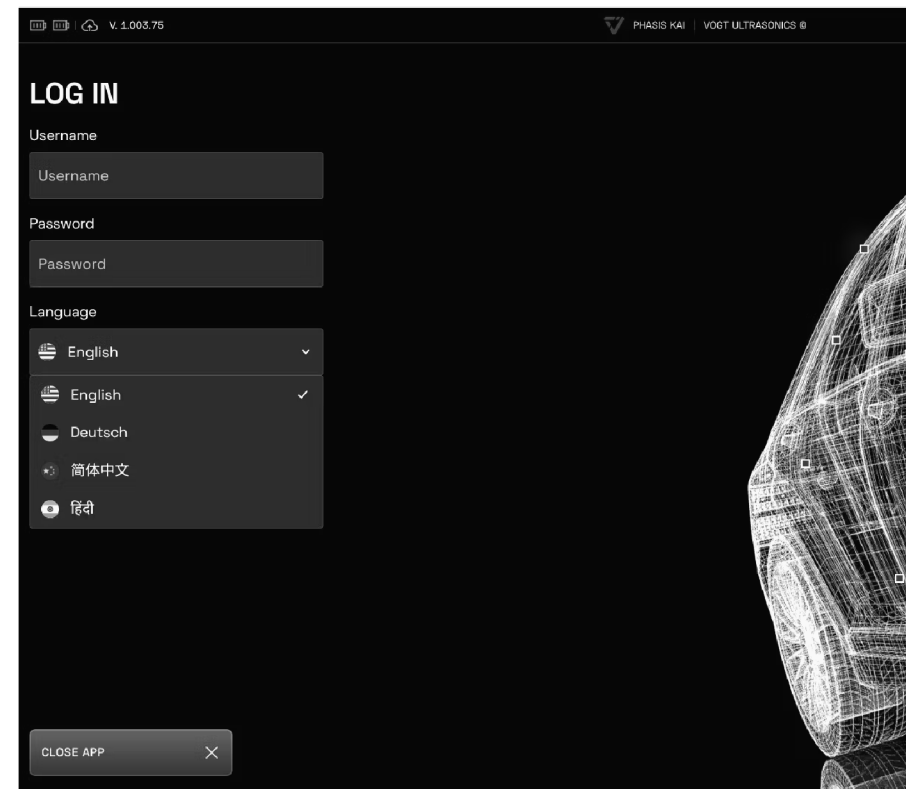 V. 1.003.75
PHASIS KAI | VOGT ULTRASONICS ©
LOG IN
Username
Username
Password
Password
Language
English
English
Deutsch
简体中文
हिंदी
CLOSE APP